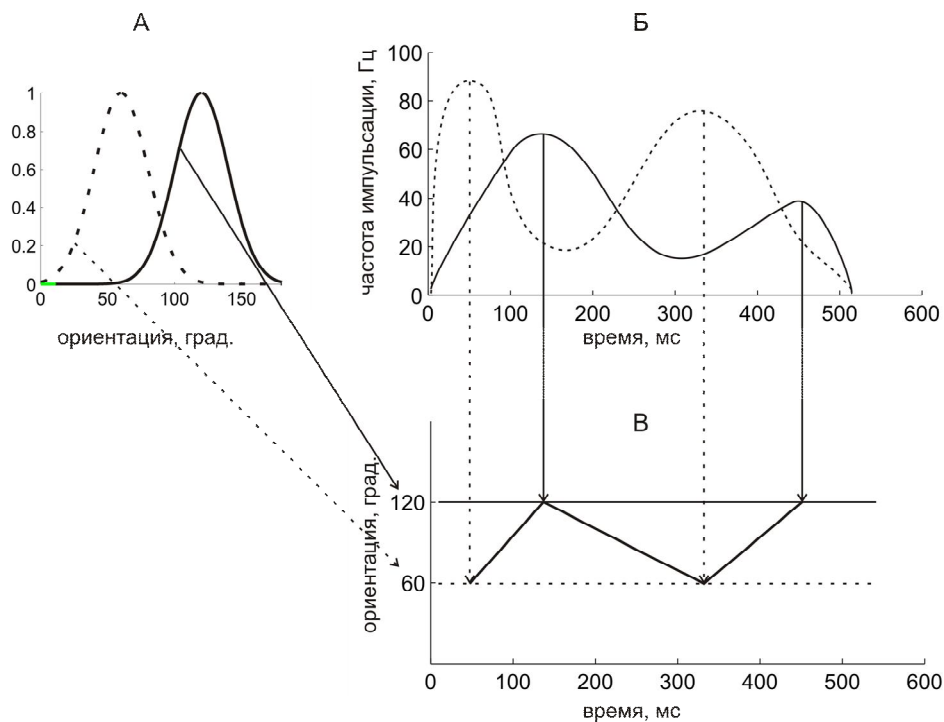 А
1
0.8
0.6
0.4
0.2
0
0 50 100 150
ориентация, град.
Б
частота импульсации, Гц
100
80
60
40
20
0
0 100 200 300 400 500 600
время, мс
В
ориентация, град.
120
60
0 100 200 300 400 500 600
время, мс